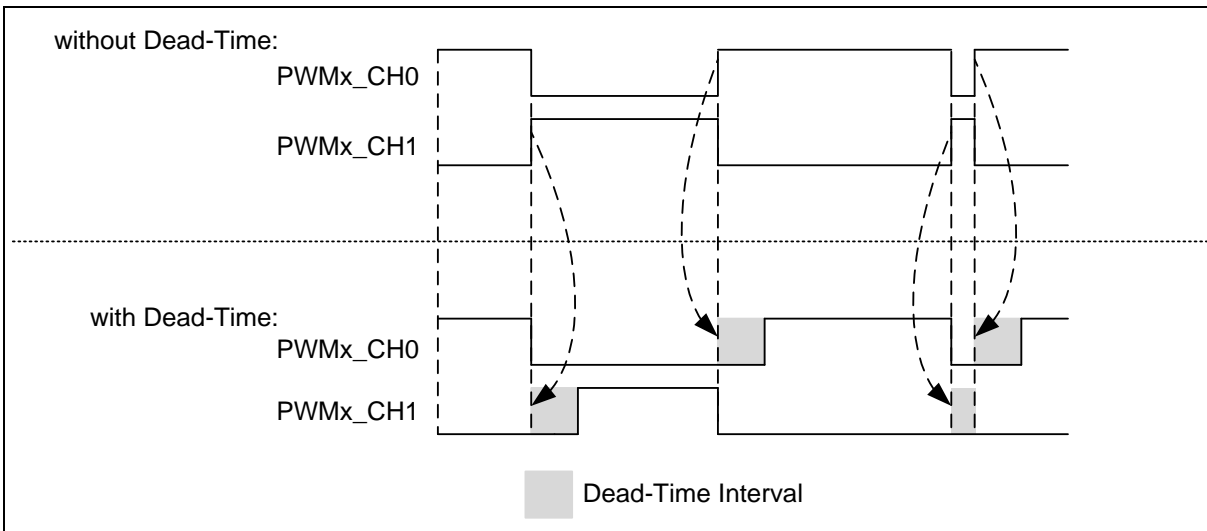 without Dead-Time:
PWMx_CH0
PWMx_CH1
with Dead-Time:
PWMx_CH0
PWMx_CH1
Dead-Time Interval